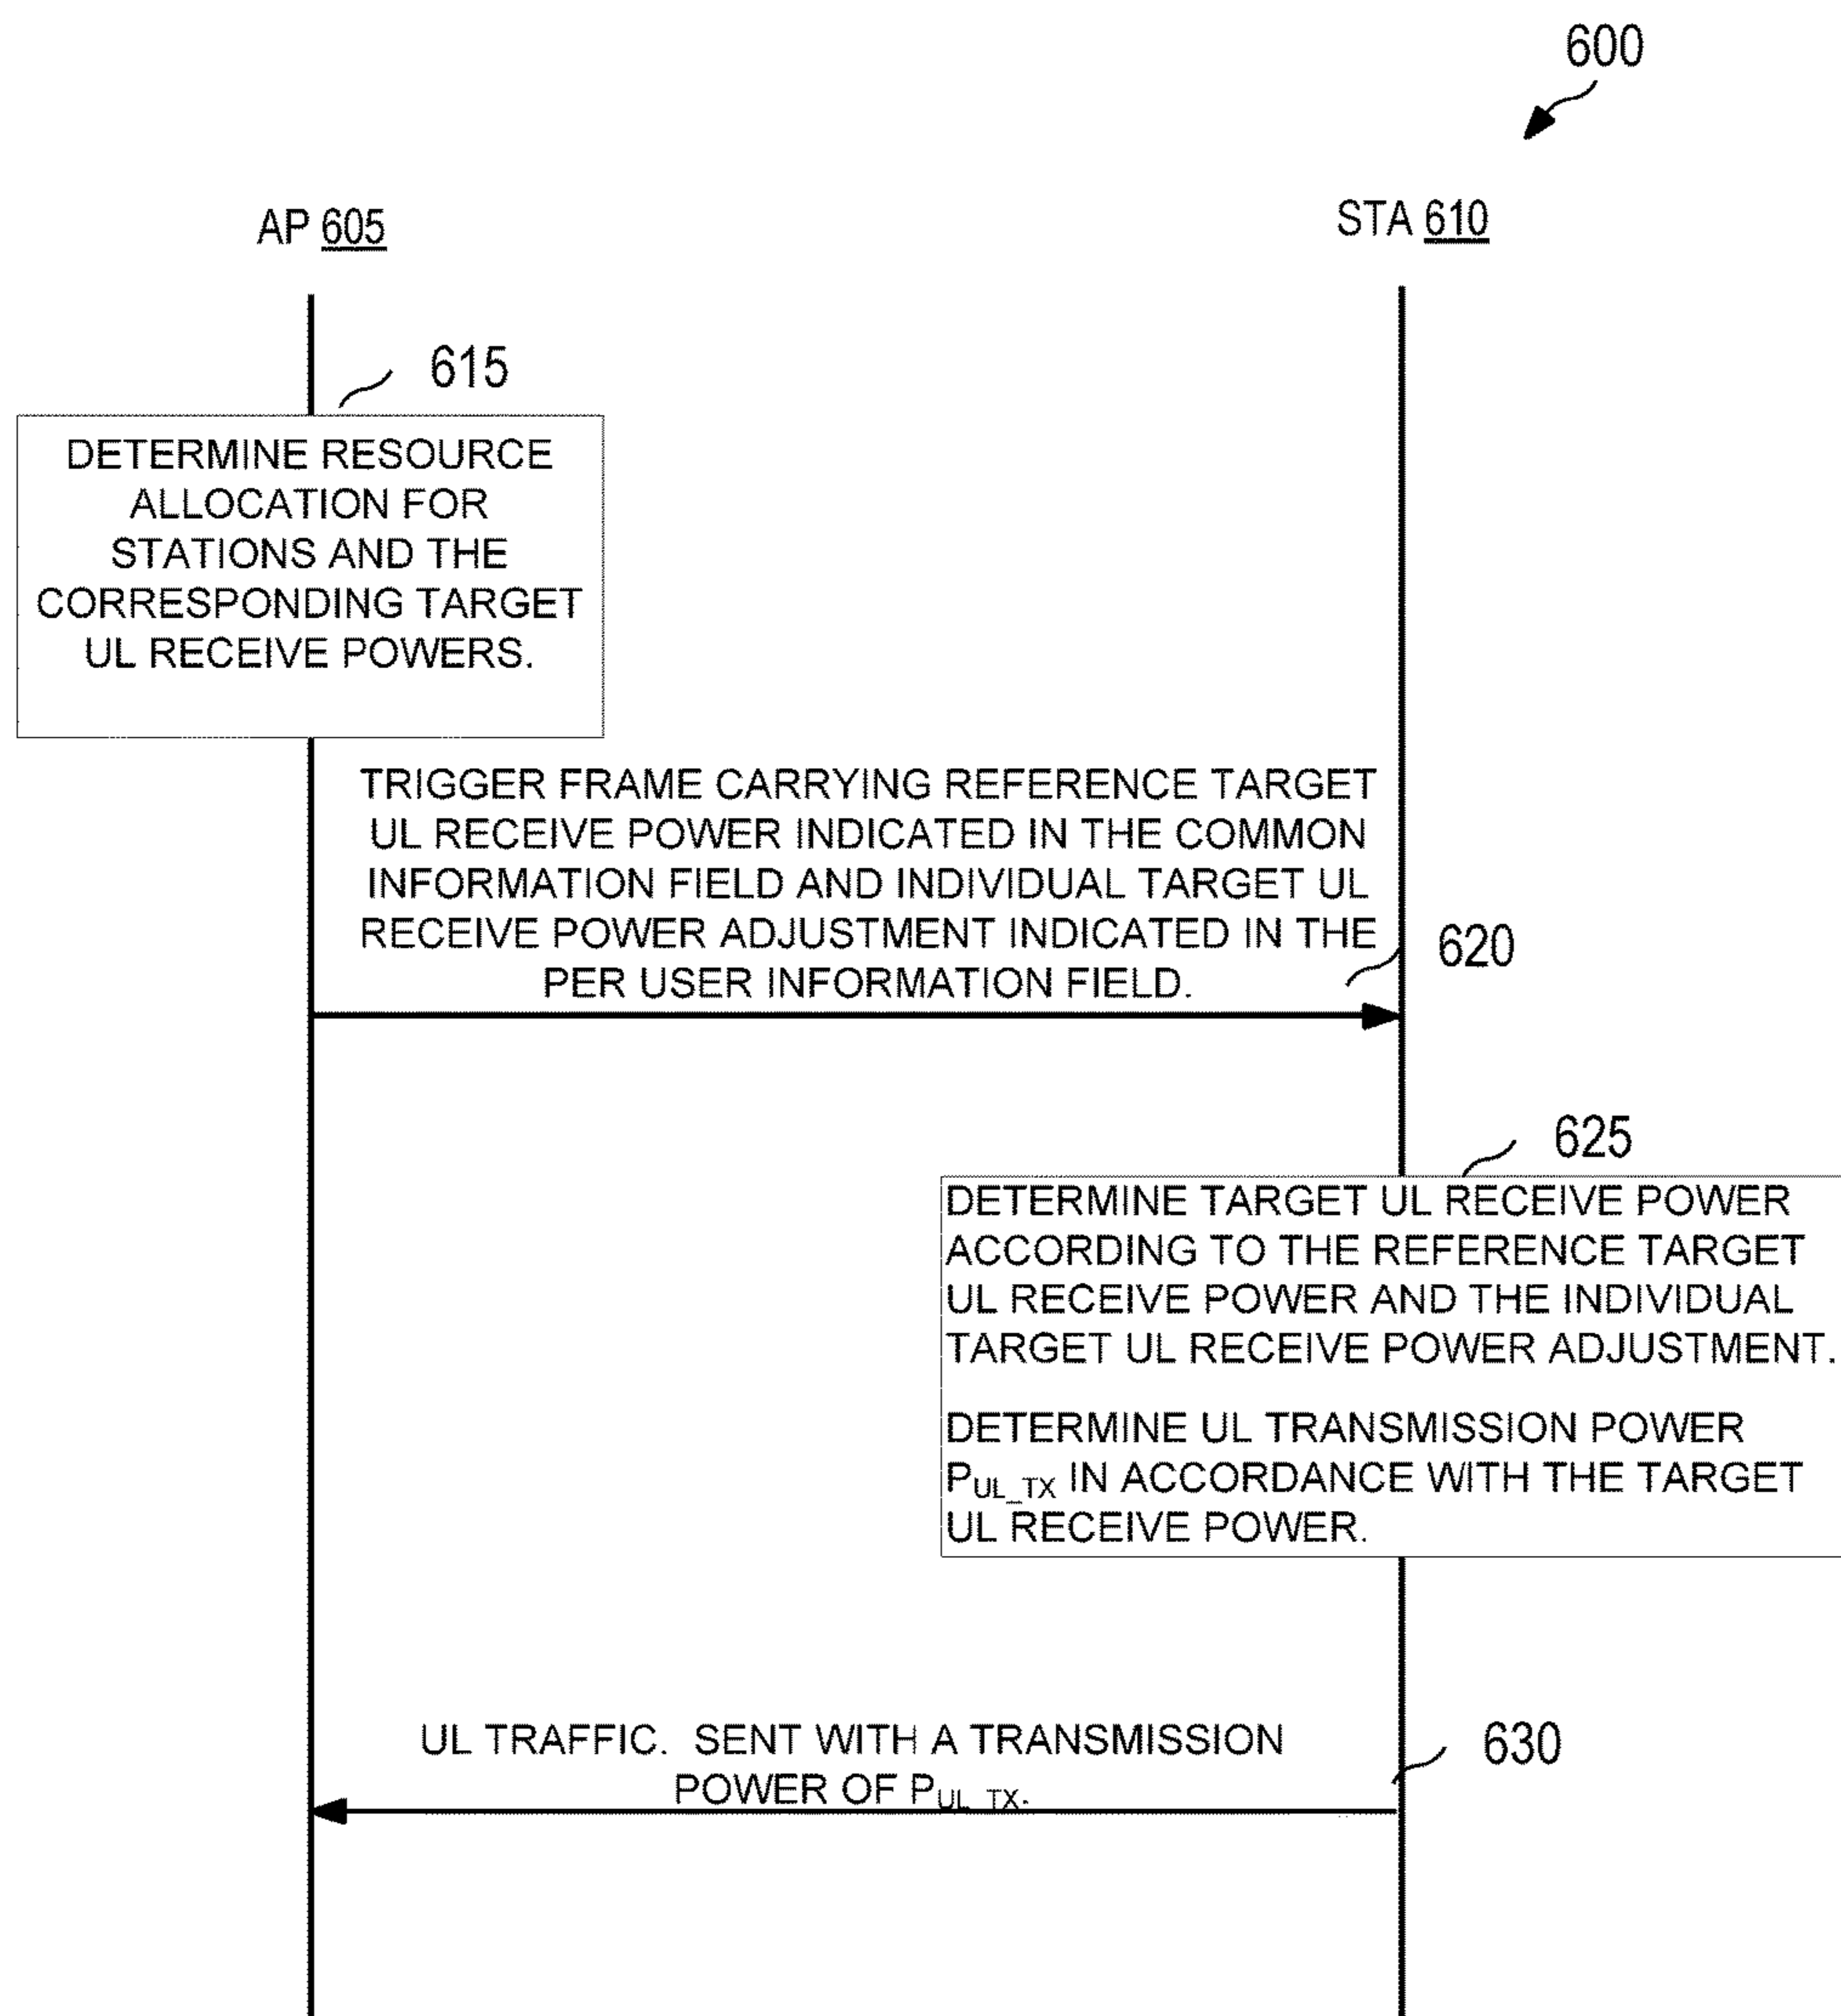 600
AP 605
STA 610
615
DETERMINE RESOURCE
ALLOCATION FOR
STATIONS AND THE
CORRESPONDING TARGET
UL RECEIVE POWERS.
TRIGGER FRAME CARRYING REFERENCE TARGET
UL RECEIVE POWER INDICATED IN THE COMMON
INFORMATION FIELD AND INDIVIDUAL TARGET UL
RECEIVE POWER ADJUSTMENT INDICATED IN THE
PER USER INFORMATION FIELD.
620
625
DETERMINE TARGET UL RECEIVE POWER
ACCORDING TO THE REFERENCE TARGET
UL RECEIVE POWER AND THE INDIVIDUAL
TARGET UL RECEIVE POWER ADJUSTMENT.
DETERMINE UL TRANSMISSION POWER
P_UL_TX IN ACCORDANCE WITH THE TARGET
UL RECEIVE POWER.
UL TRAFFIC. SENT WITH A TRANSMISSION
POWER OF P_UL_TX.
630